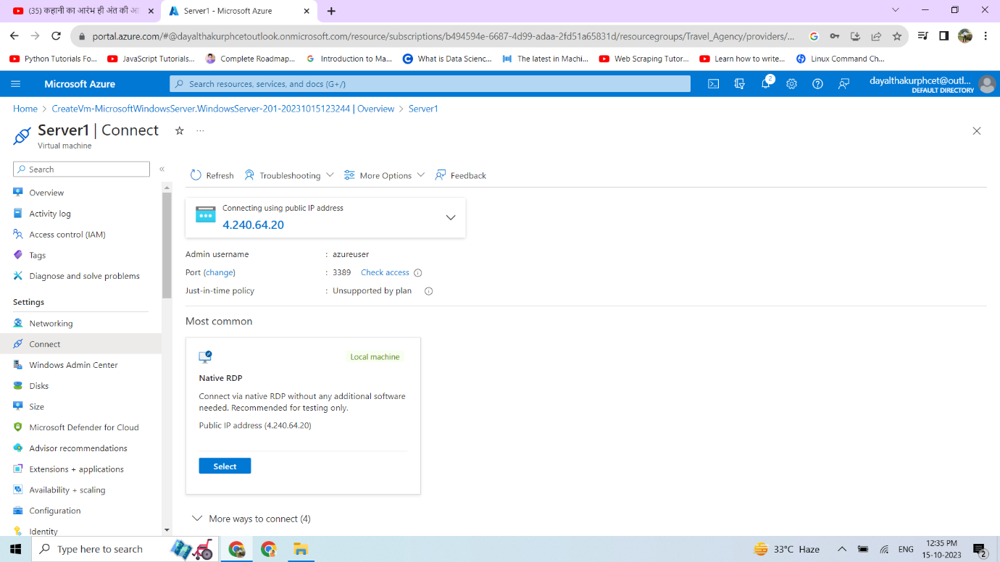 (35) कहानी का आरंभ ही अंत की आ
Server1 - Microsoft Azure
portal.azure.com/#@dayalthakurphcetoutlook.onmicrosoft.com/resource/subscriptions/b494594e-6687-4d99-adaa-2fd51a65831d/resourcegroups/Travel_Agency/providers/...
Python Tutorials Fo...
JavaScript Tutorials...
Complete Roadmap...
Introduction to Ma...
What is Data Scienc...
The latest in Machi...
Web Scraping Tutor...
Learn how to write...
Linux Command Ch...
Microsoft Azure
Search resources, services, and docs (G+/)
2
dayalthakurphcet@outl...
DEFAULT DIRECTORY
Home > CreateVm-MicrosoftWindowsServer.WindowsServer-201-20231015123244 | Overview > Server1
Server1 | Connect
Virtual machine
Search
Overview
Activity log
Access control (IAM)
Tags
Diagnose and solve problems
Settings
Networking
Connect
Windows Admin Center
Disks
Size
Microsoft Defender for Cloud
Advisor recommendations
Extensions + applications
Availability + scaling
Configuration
Identity
Refresh
Troubleshooting
More Options
Feedback
Connecting using public IP address
4.240.64.20
Admin username : azureuser
Port (change) : 3389 Check access
Just-in-time policy : Unsupported by plan
Most common
Local machine
Native RDP
Connect via native RDP without any additional software
needed. Recommended for testing only.
Public IP address (4.240.64.20)
Select
More ways to connect (4)
Type here to search
33°C Haze
ENG
12:35 PM
15-10-2023
2